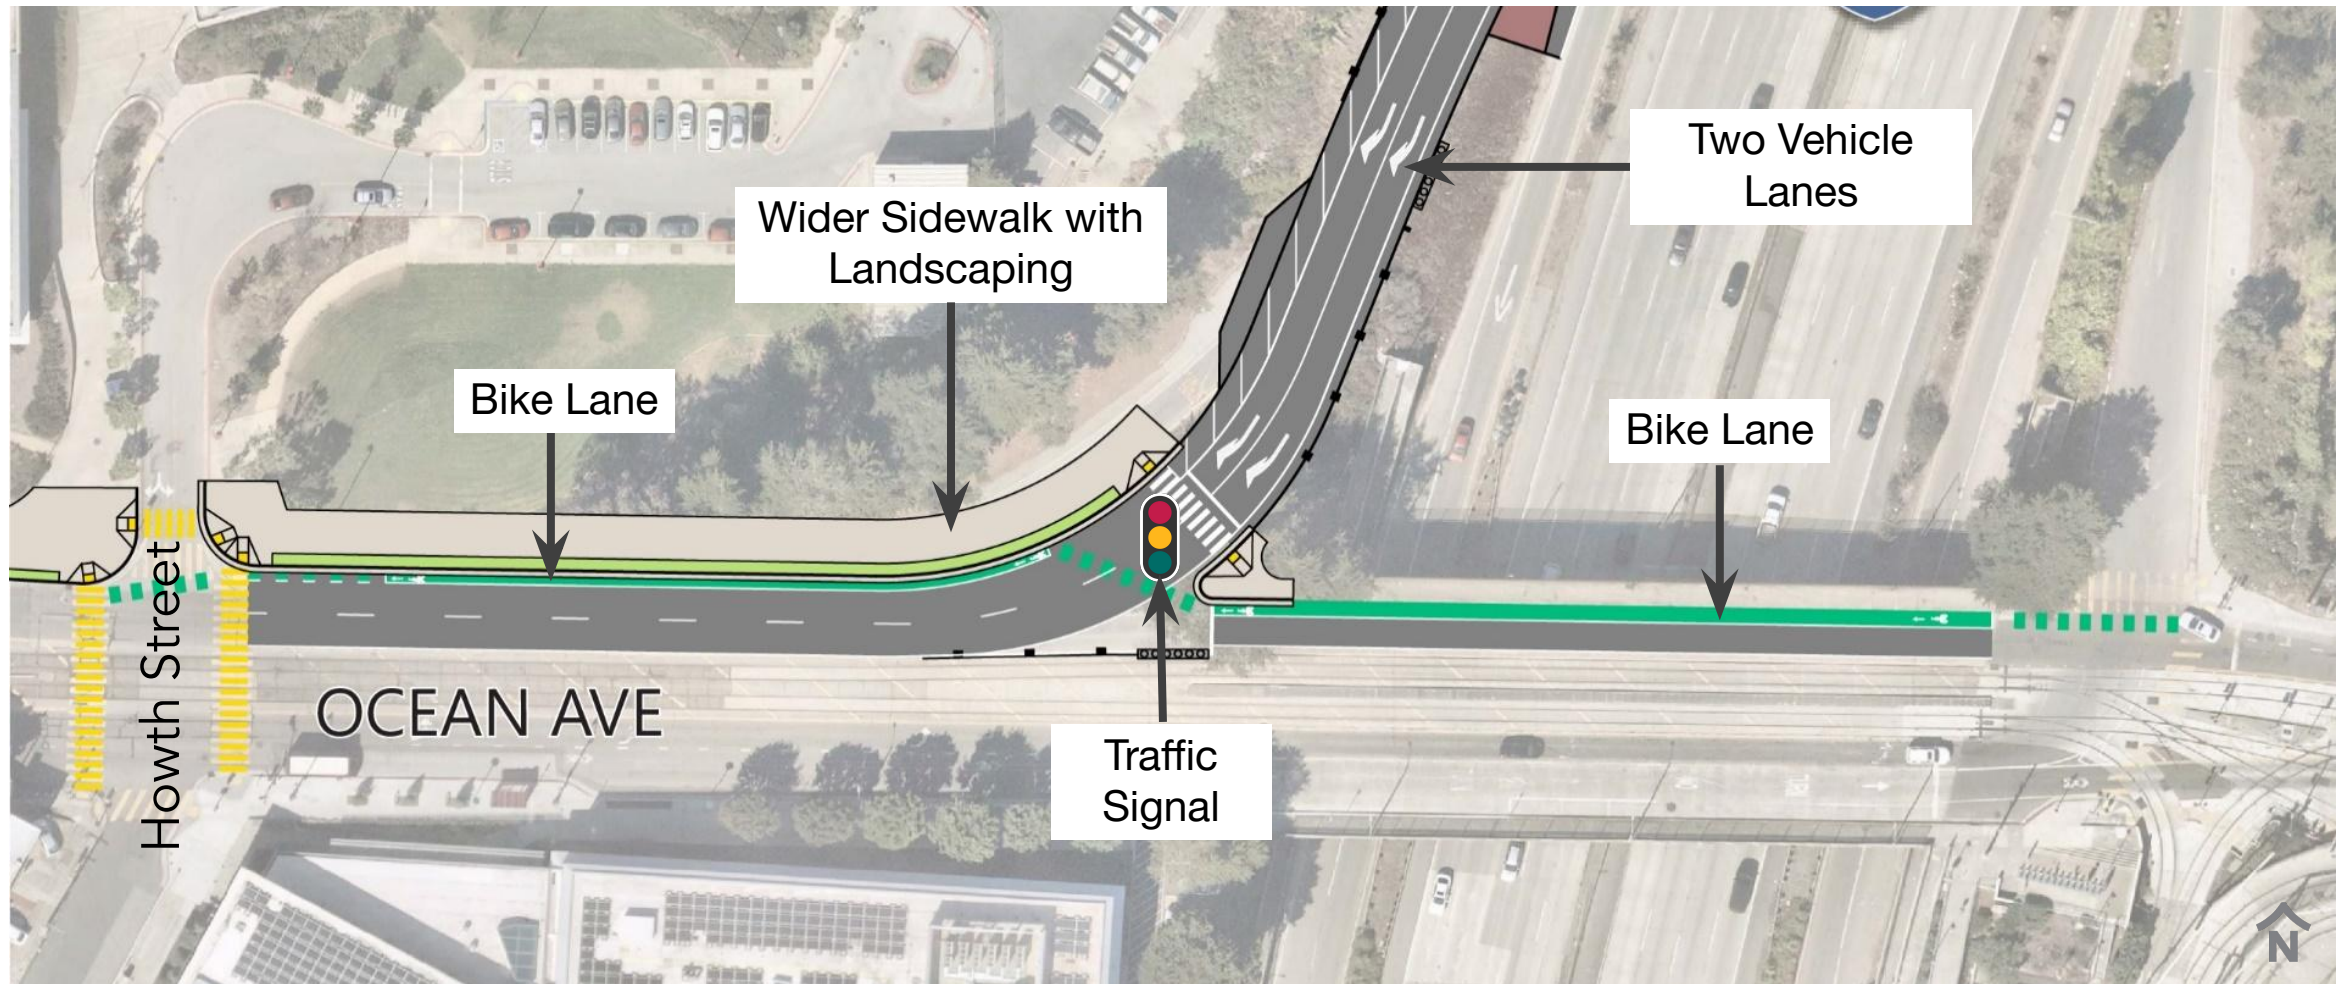 Two Vehicle
Lanes
Wider Sidewalk with
Landscaping
Bike Lane
Bike Lane
Howth Street
OCEAN AVE
Traffic
Signal
N